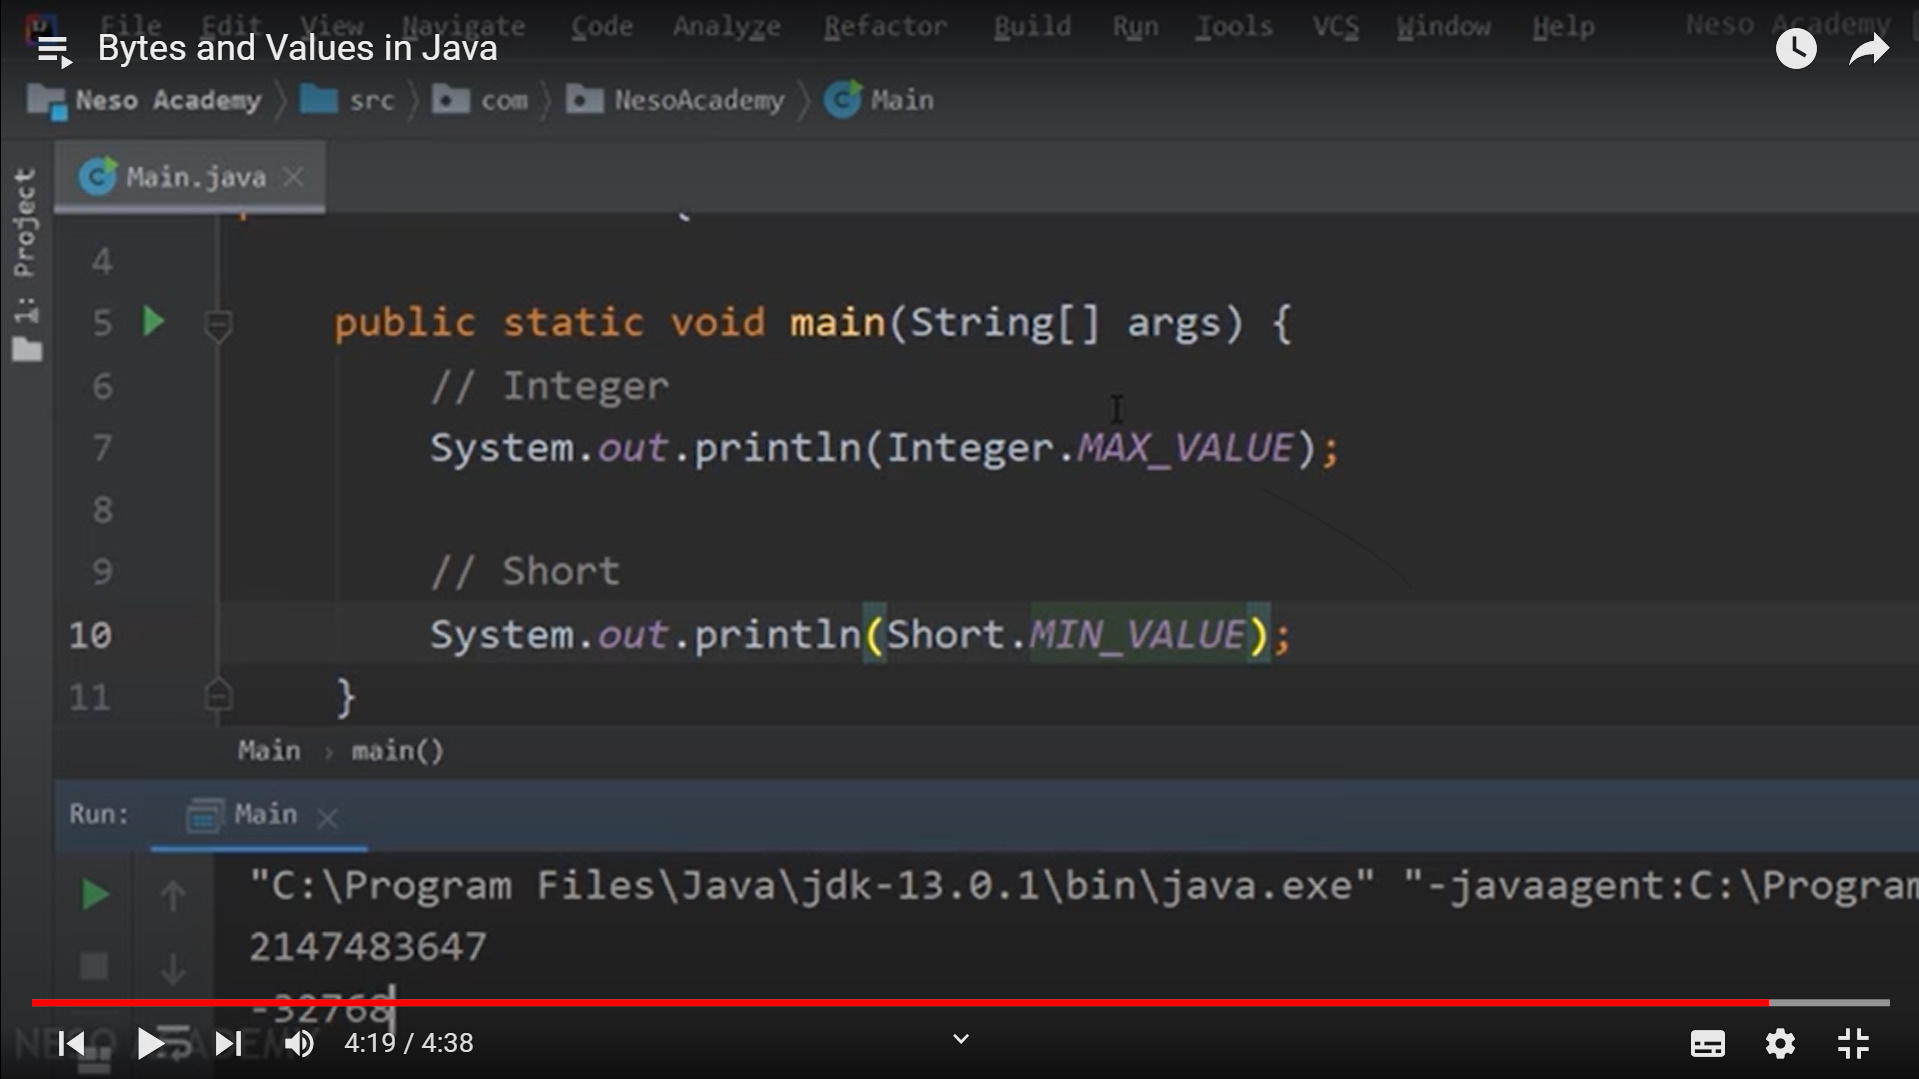 File Edit View Navigate Code Analyze Refactor Build Run Tools VCS Window Help Neso Academy
Bytes and Values in Java
Neso Academy src com NesoAcademy Main
Main.java
1: Project
4
5 public static void main(String[] args) {
6 // Integer
7 System.out.println(Integer.MAX_VALUE);
8
9 // Short
10 System.out.println(Short.MIN_VALUE);
11 }
Main › main()
Run: Main
"C:\Program Files\Java\jdk-13.0.1\bin\java.exe" "-javaagent:C:\Program
2147483647
-32768
NESO ACADEMY
4:19 / 4:38